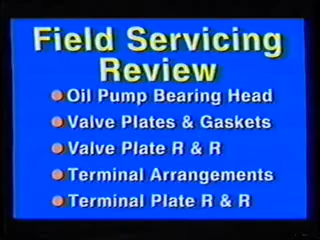 Field Servicing
Review
Oil Pump Bearing Head
Valve Plates & Gaskets
Valve Plate R & R
Terminal Arrangements
Terminal Plate R & R